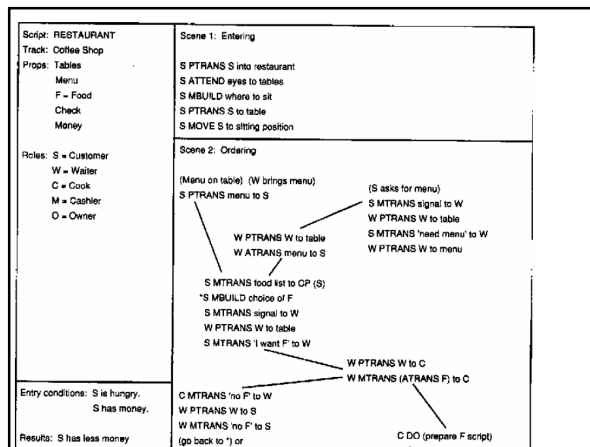 Script: RESTAURANT
Track: Coffee Shop
Props: Tables
Menu
F = Food
Check
Money
Roles: S = Customer
W = Waiter
C = Cook
M = Cashier
O = Owner
Entry conditions: S is hungry.
S has money.
Results: S has less money
Scene 1: Entering
S PTRANS S into restaurant
S ATTEND eyes to tables
S MBUILD where to sit
S PTRANS S to table
S MOVE S to sitting position
Scene 2: Ordering
(Menu on table) (W brings menu)
S PTRANS menu to S
(S asks for menu)
S MTRANS signal to W
W PTRANS W to table
S MTRANS 'need menu' to W
W PTRANS W to menu
W PTRANS W to table
W ATRANS menu to S
S MTRANS food list to CP (S)
*S MBUILD choice of F
S MTRANS signal to W
W PTRANS W to table
S MTRANS 'I want F' to W
W PTRANS W to C
W MTRANS (ATRANS F) to C
C MTRANS 'no F' to W
W PTRANS W to S
W MTRANS 'no F' to S
(go back to *) or
C DO (prepare F script)